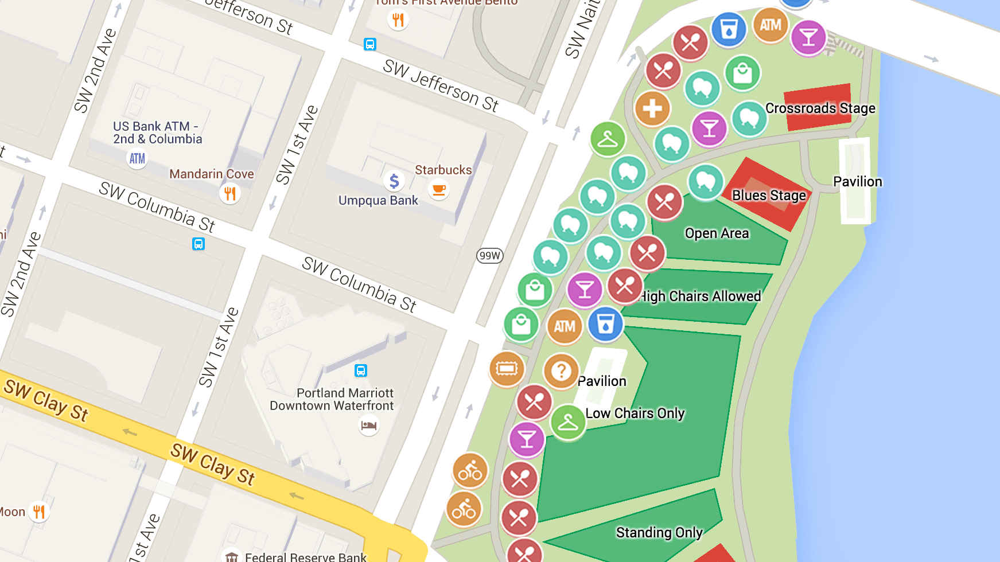 Jefferson St
Tom's First Avenue Bento
SW 2nd Ave
SW Jefferson St
SW Nait
ATM
Crossroads Stage
US Bank ATM -
2nd & Columbia
ATM
SW 1st Ave
Mandarin Cove
Starbucks
$
Umpqua Bank
SW Columbia St
Pavilion
Blues Stage
Open Area
99W
SW 2nd Ave
SW Columbia St
High Chairs Allowed
ATM
SW 1st Ave
?
Pavilion
Portland Marriott
Downtown Waterfront
Low Chairs Only
SW Clay St
SW Clay St
Moon
Standing Only
1st Ave
Federal Reserve Bank